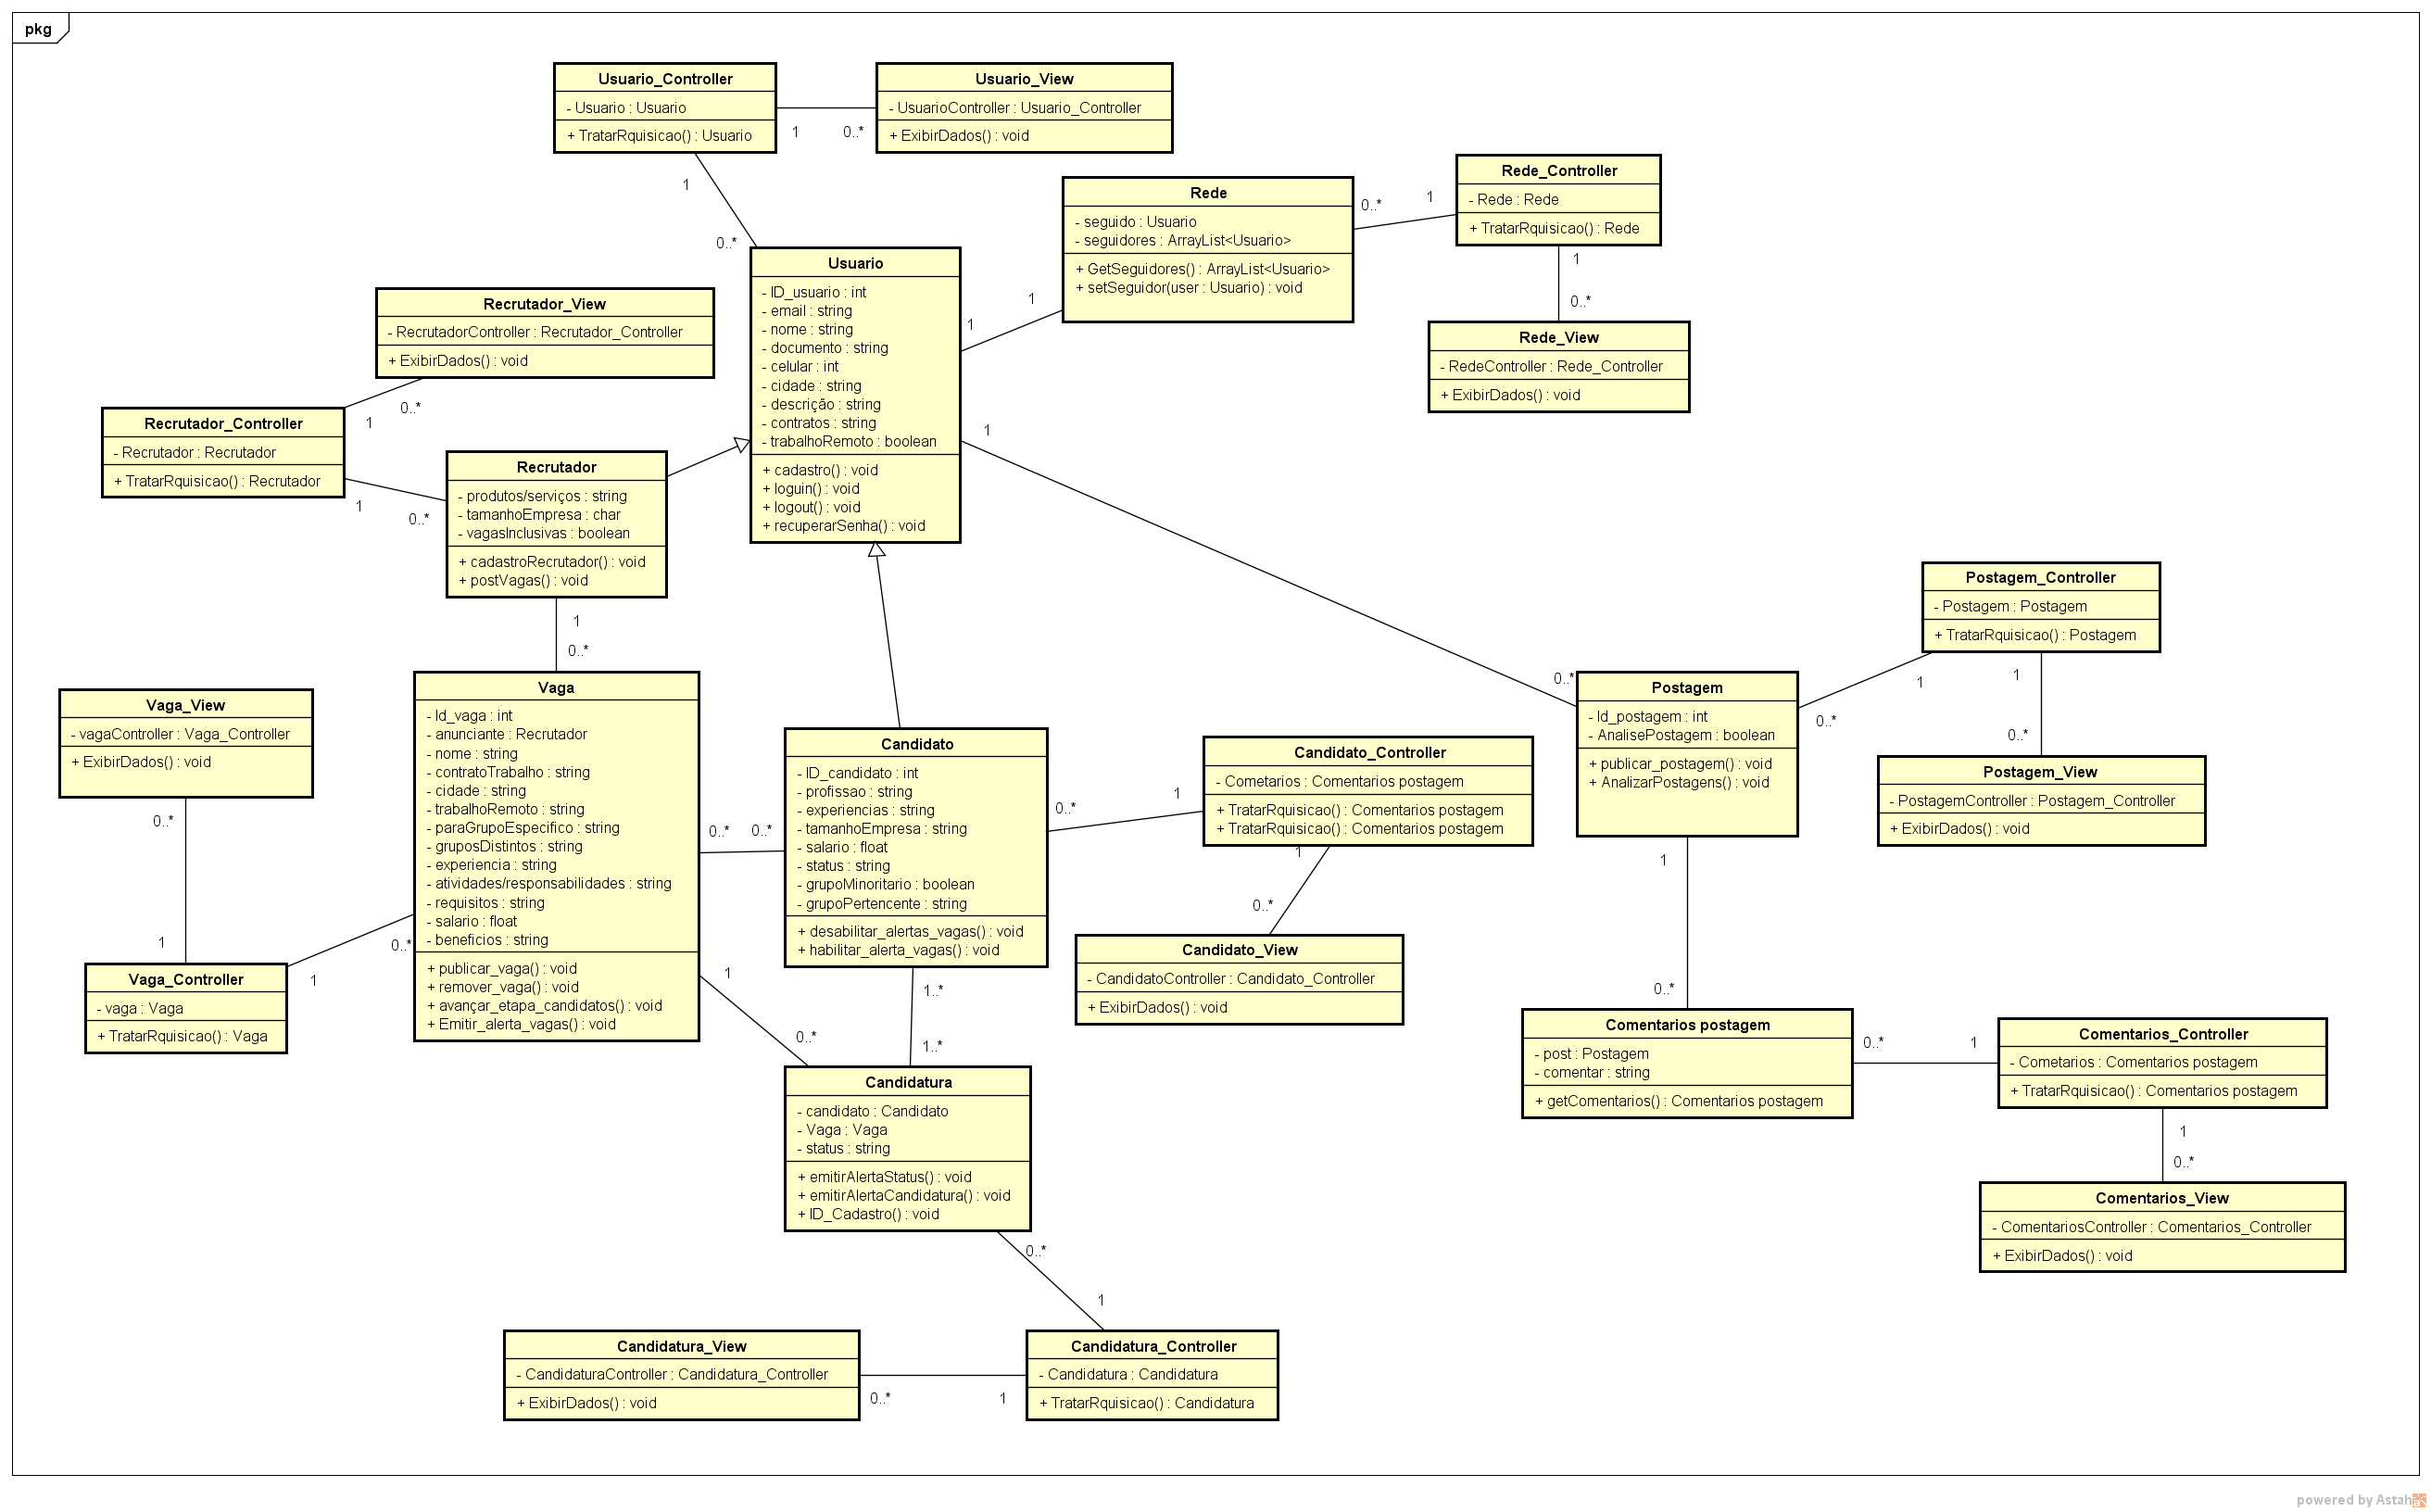 pkg
Usuario_Controller
- Usuario : Usuario
+ TratarRquisicao() : Usuario
1
0..*
Usuario_View
- UsuarioController : Usuario_Controller
+ ExibirDados() : void
1
0..*
Rede
- seguido : Usuario
- seguidores : ArrayList<Usuario>
+ GetSeguidores() : ArrayList<Usuario>
+ setSeguidor(user : Usuario) : void
0..*
1
Rede_Controller
- Rede : Rede
+ TratarRquisicao() : Rede
1
0..*
Rede_View
- RedeController : Rede_Controller
+ ExibirDados() : void
Usuario
- ID_usuario : int
- email : string
- nome : string
- documento : string
- celular : int
- cidade : string
- descrição : string
- contratos : string
- trabalhoRemoto : boolean
+ cadastro() : void
+ loguin() : void
+ logout() : void
+ recuperarSenha() : void
1
1
1
0..*
Recrutador_View
- RecrutadorController : Recrutador_Controller
+ ExibirDados() : void
0..*
1
Recrutador_Controller
- Recrutador : Recrutador
+ TratarRquisicao() : Recrutador
1
0..*
Recrutador
- produtos/serviços : string
- tamanhoEmpresa : char
- vagasInclusivas : boolean
+ cadastroRecrutador() : void
+ postVagas() : void
1
0..*
Postagem_Controller
- Postagem : Postagem
+ TratarRquisicao() : Postagem
1
0..*
1
0..*
Postagem
- Id_postagem : int
- AnalisePostagem : boolean
+ publicar_postagem() : void
+ AnalizarPostagens() : void
Postagem_View
- PostagemController : Postagem_Controller
+ ExibirDados() : void
Vaga_View
- vagaController : Vaga_Controller
+ ExibirDados() : void
0..*
1
Vaga_Controller
- vaga : Vaga
+ TratarRquisicao() : Vaga
1
0..*
Vaga
- Id_vaga : int
- anunciante : Recrutador
- nome : string
- contratoTrabalho : string
- cidade : string
- trabalhoRemoto : string
- paraGrupoEspecifico : string
- gruposDistintos : string
- experiencia : string
- atividades/responsabilidades : string
- requisitos : string
- salario : float
- beneficios : string
+ publicar_vaga() : void
+ remover_vaga() : void
+ avançar_etapa_candidatos() : void
+ Emitir_alerta_vagas() : void
0..*
0..*
1
0..*
Candidato
- ID_candidato : int
- profissao : string
- experiencias : string
- tamanhoEmpresa : string
- salario : float
- status : string
- grupoMinoritario : boolean
- grupoPertencente : string
+ desabilitar_alertas_vagas() : void
+ habilitar_alerta_vagas() : void
0..*
1
1..*
1..*
Candidato_Controller
- Cometarios : Comentarios postagem
+ TratarRquisicao() : Comentarios postagem
+ TratarRquisicao() : Comentarios postagem
1
0..*
Candidato_View
- CandidatoController : Candidato_Controller
+ ExibirDados() : void
1
0..*
Comentarios postagem
- post : Postagem
- comentar : string
+ getComentarios() : Comentarios postagem
0..*
1
Comentarios_Controller
- Cometarios : Comentarios postagem
+ TratarRquisicao() : Comentarios postagem
1
0..*
Comentarios_View
- ComentariosController : Comentarios_Controller
+ ExibirDados() : void
Candidatura
- candidato : Candidato
- Vaga : Vaga
- status : string
+ emitirAlertaStatus() : void
+ emitirAlertaCandidatura() : void
+ ID_Cadastro() : void
0..*
1
Candidatura_View
- CandidaturaController : Candidatura_Controller
+ ExibirDados() : void
0..*
1
Candidatura_Controller
- Candidatura : Candidatura
+ TratarRquisicao() : Candidatura
powered by Astah